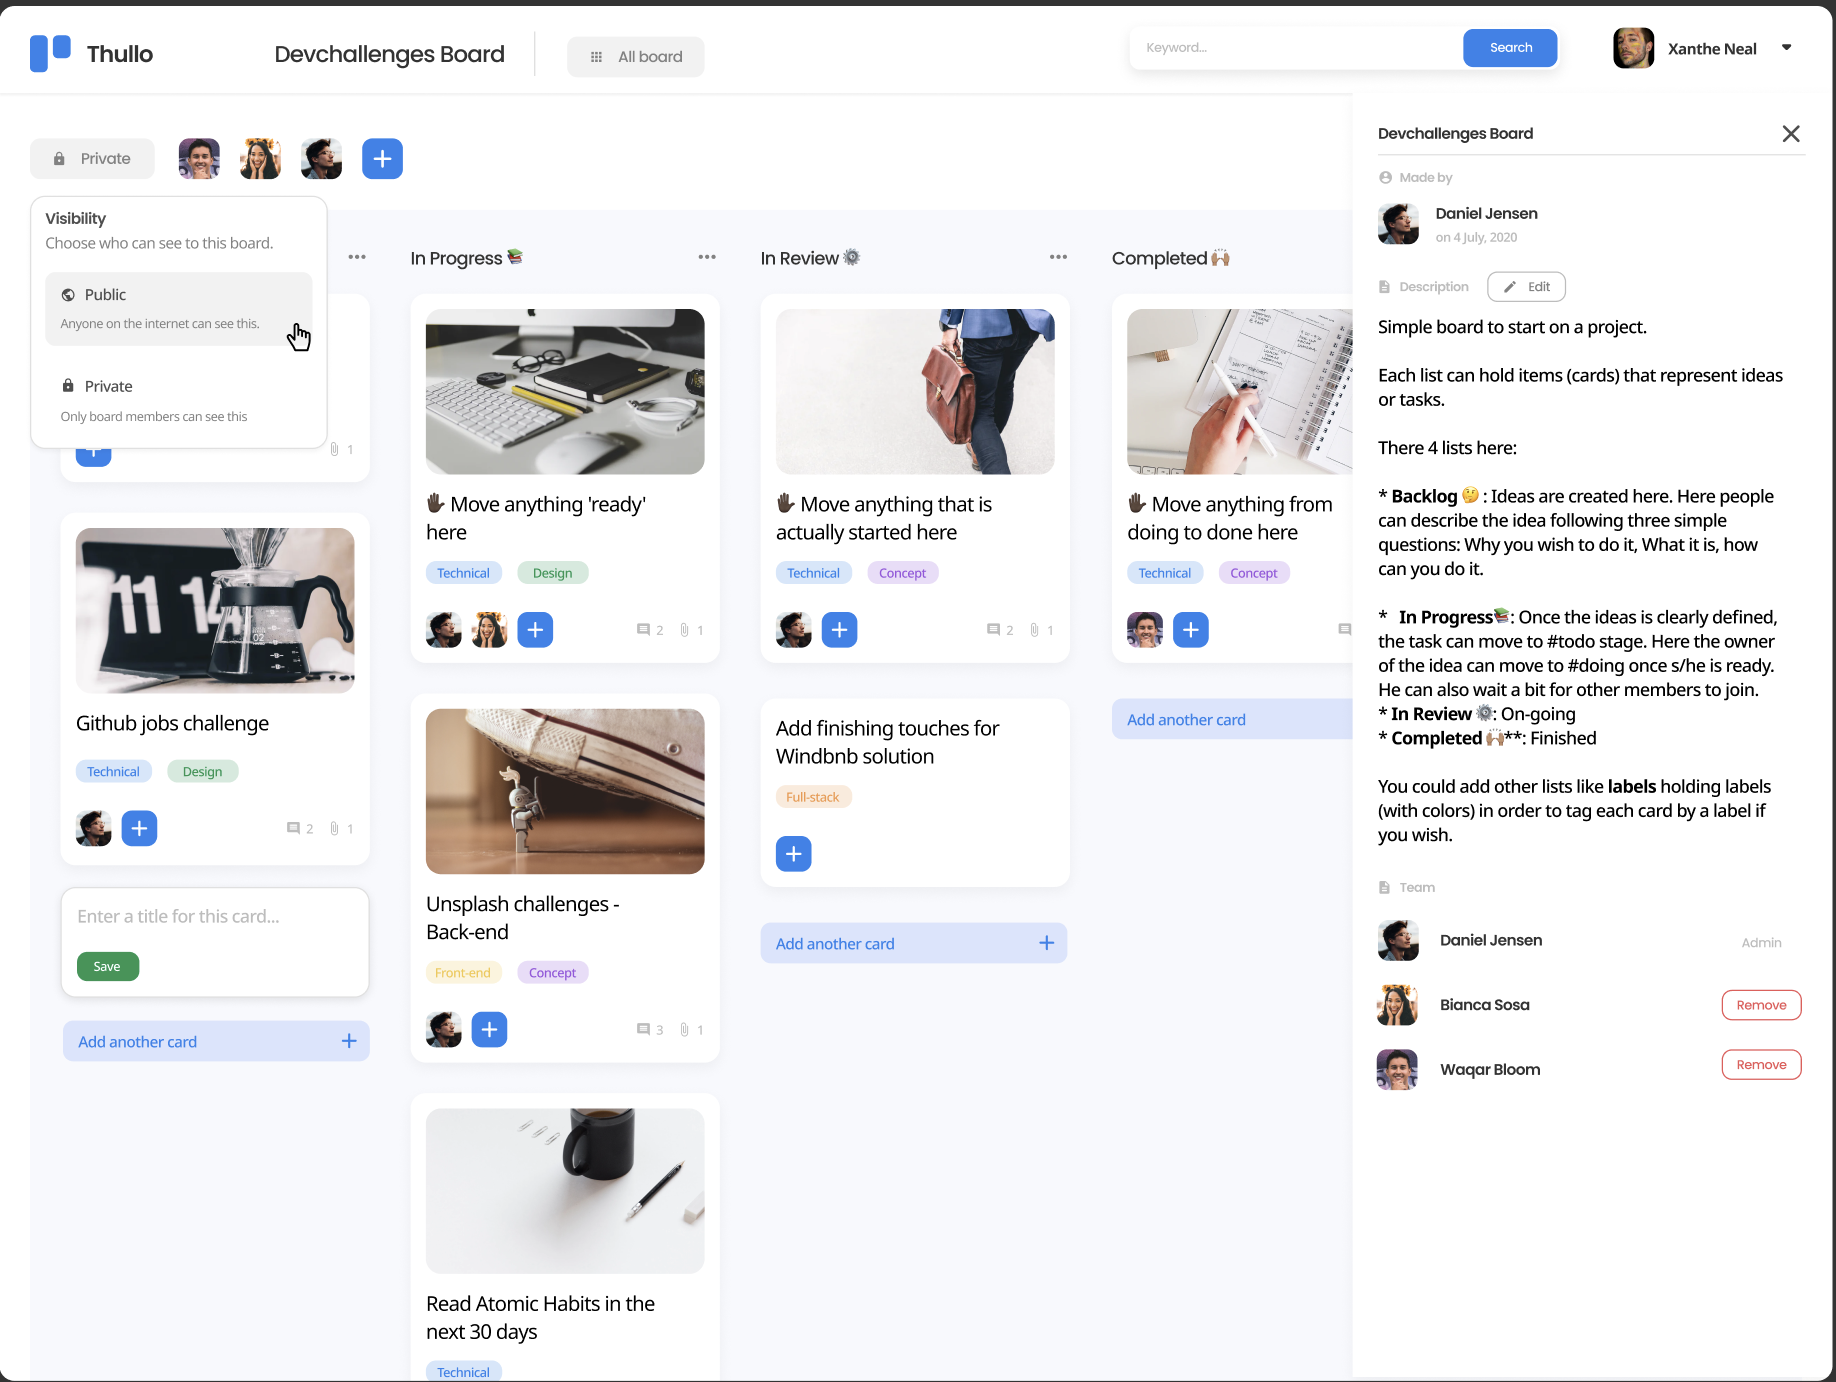 Thullo
Devchallenges Board
All board
Keyword...
Search
Xanthe Neal
Private
Visibility
Choose who can see to this board.
Public
Anyone on the internet can see this.
Private
Only board members can see this
1
11 14
02
Github jobs challenge
Technical
Design
2
1
Enter a title for this card...
Save
Add another card
In Progress📚
✋🏿 Move anything 'ready'
here
Technical
Design
2
1
Unsplash challenges -
Back-end
Front-end
Concept
3
1
Read Atomic Habits in the
next 30 days
Technical
In Review⚙️
✋🏿 Move anything that is
actually started here
Technical
Concept
2
1
Add finishing touches for
Windbnb solution
Full-stack
Add another card
Completed🙌🏽
✋🏿 Move anything from
doing to done here
Technical
Concept
Add another card
Devchallenges Board
Made by
Daniel Jensen
on 4 July, 2020
Description
Edit
Simple board to start on a project.
Each list can hold items (cards) that represent ideas
or tasks.
There 4 lists here:
* Backlog 🤔 : Ideas are created here. Here people
can describe the idea following three simple
questions: Why you wish to do it, What it is, how
can you do it.
* In Progress📚: Once the ideas is clearly defined,
the task can move to #todo stage. Here the owner
of the idea can move to #doing once s/he is ready.
He can also wait a bit for other members to join.
* In Review ⚙️: On-going
* Completed 🙌🏽**: Finished
You could add other lists like labels holding labels
(with colors) in order to tag each card by a label if
you wish.
Team
Daniel Jensen
Admin
Bianca Sosa
Remove
Waqar Bloom
Remove